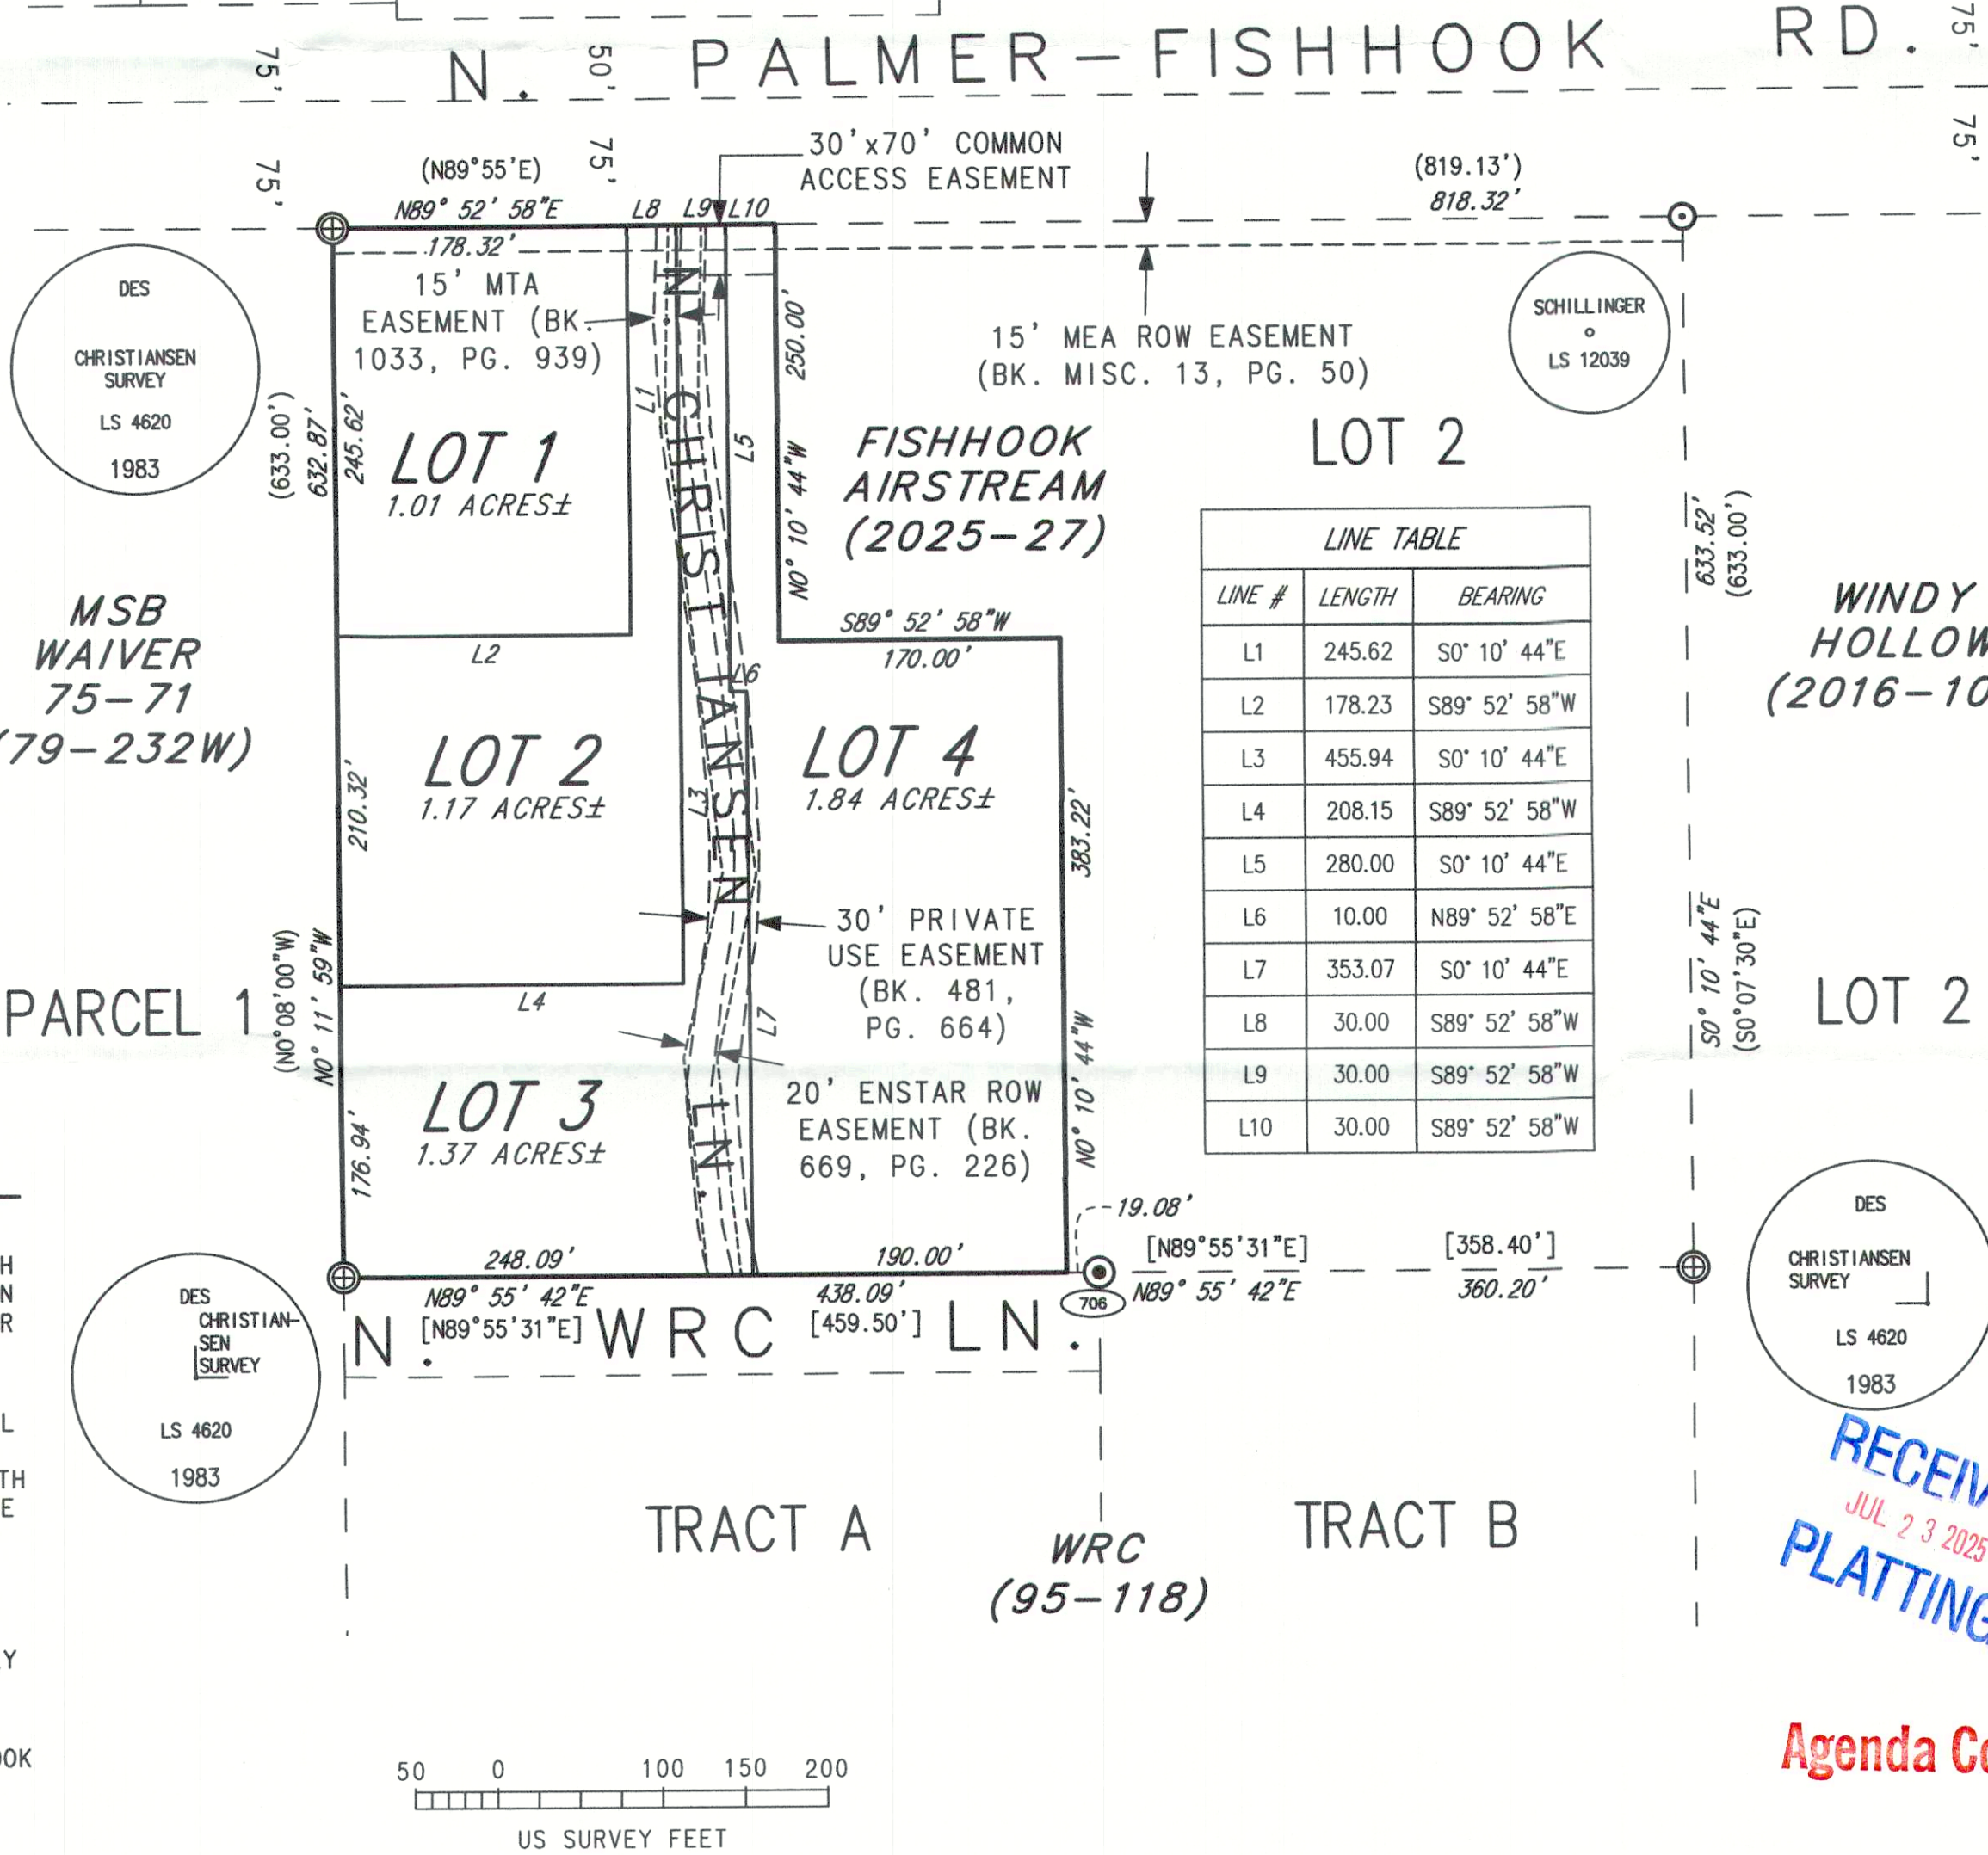 N. PALMER-FISHHOOK RD.
75'
50'
75'
75'
75'
75'
(N89°55'E)
N89° 52' 58"E
178.32'
L8
L9
L10
30'x70' COMMON
ACCESS EASEMENT
(819.13')
818.32'
DES
CHRISTIANSEN
SURVEY
LS 4620
1983
15' MTA
EASEMENT (BK.
1033, PG. 939)
15' MEA ROW EASEMENT
(BK. MISC. 13, PG. 50)
SCHILLINGER
LS 12039
(633.00')
632.87'
245.62'
LOT 1
1.01 ACRES±
L1
L5
250.00'
N0° 10' 44"W
FISHHOOK
AIRSTREAM
(2025-27)
LOT 2
633.52'
(633.00')
N CHRISTIANSEN LN.
MSB
WAIVER
75-71
(79-232W)
WINDY
HOLLOW
(2016-10
LINE TABLE
LINE # LENGTH BEARING
L1 245.62 S0° 10' 44"E
L2 178.23 S89° 52' 58"W
L3 455.94 S0° 10' 44"E
L4 208.15 S89° 52' 58"W
L5 280.00 S0° 10' 44"E
L6 10.00 N89° 52' 58"E
L7 353.07 S0° 10' 44"E
L8 30.00 S89° 52' 58"W
L9 30.00 S89° 52' 58"W
L10 30.00 S89° 52' 58"W
L2
S89° 52' 58"W
170.00'
L6
210.32'
LOT 2
1.17 ACRES±
L3
LOT 4
1.84 ACRES±
383.22'
30' PRIVATE
USE EASEMENT
(BK. 481,
PG. 664)
PARCEL 1
(N0°08'00"W)
N0° 11' 59"W
L4
L7
S0° 10' 44"E
(S0°07'30"E)
LOT 2
176.94'
LOT 3
1.37 ACRES±
20' ENSTAR ROW
EASEMENT (BK.
669, PG. 226)
N0° 10' 44"W
19.08'
248.09'
190.00'
[N89°55'31"E]
[358.40']
N89° 55' 42"E
438.09'
706
N89° 55' 42"E
360.20'
[N89°55'31"E]
[459.50']
N. WRC LN.
DES
CHRISTIAN-
SEN
SURVEY
LS 4620
1983
DES
CHRISTIANSEN
SURVEY
LS 4620
1983
H
N
R
L
TH
E
Y
OOK
TRACT A
WRC
(95-118)
TRACT B
RECEIV
JUL 23 2025
PLATTING
Agenda Co
50 0 100 150 200
US SURVEY FEET